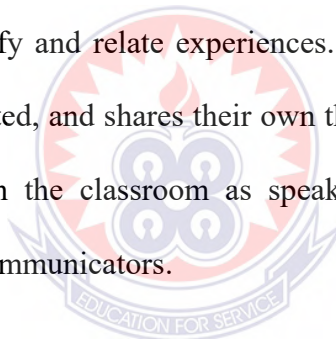 fy and relate experiences.
ted, and shares their own th
n the classroom as speak
mmunicators.
EDUCATION FOR SERVICE